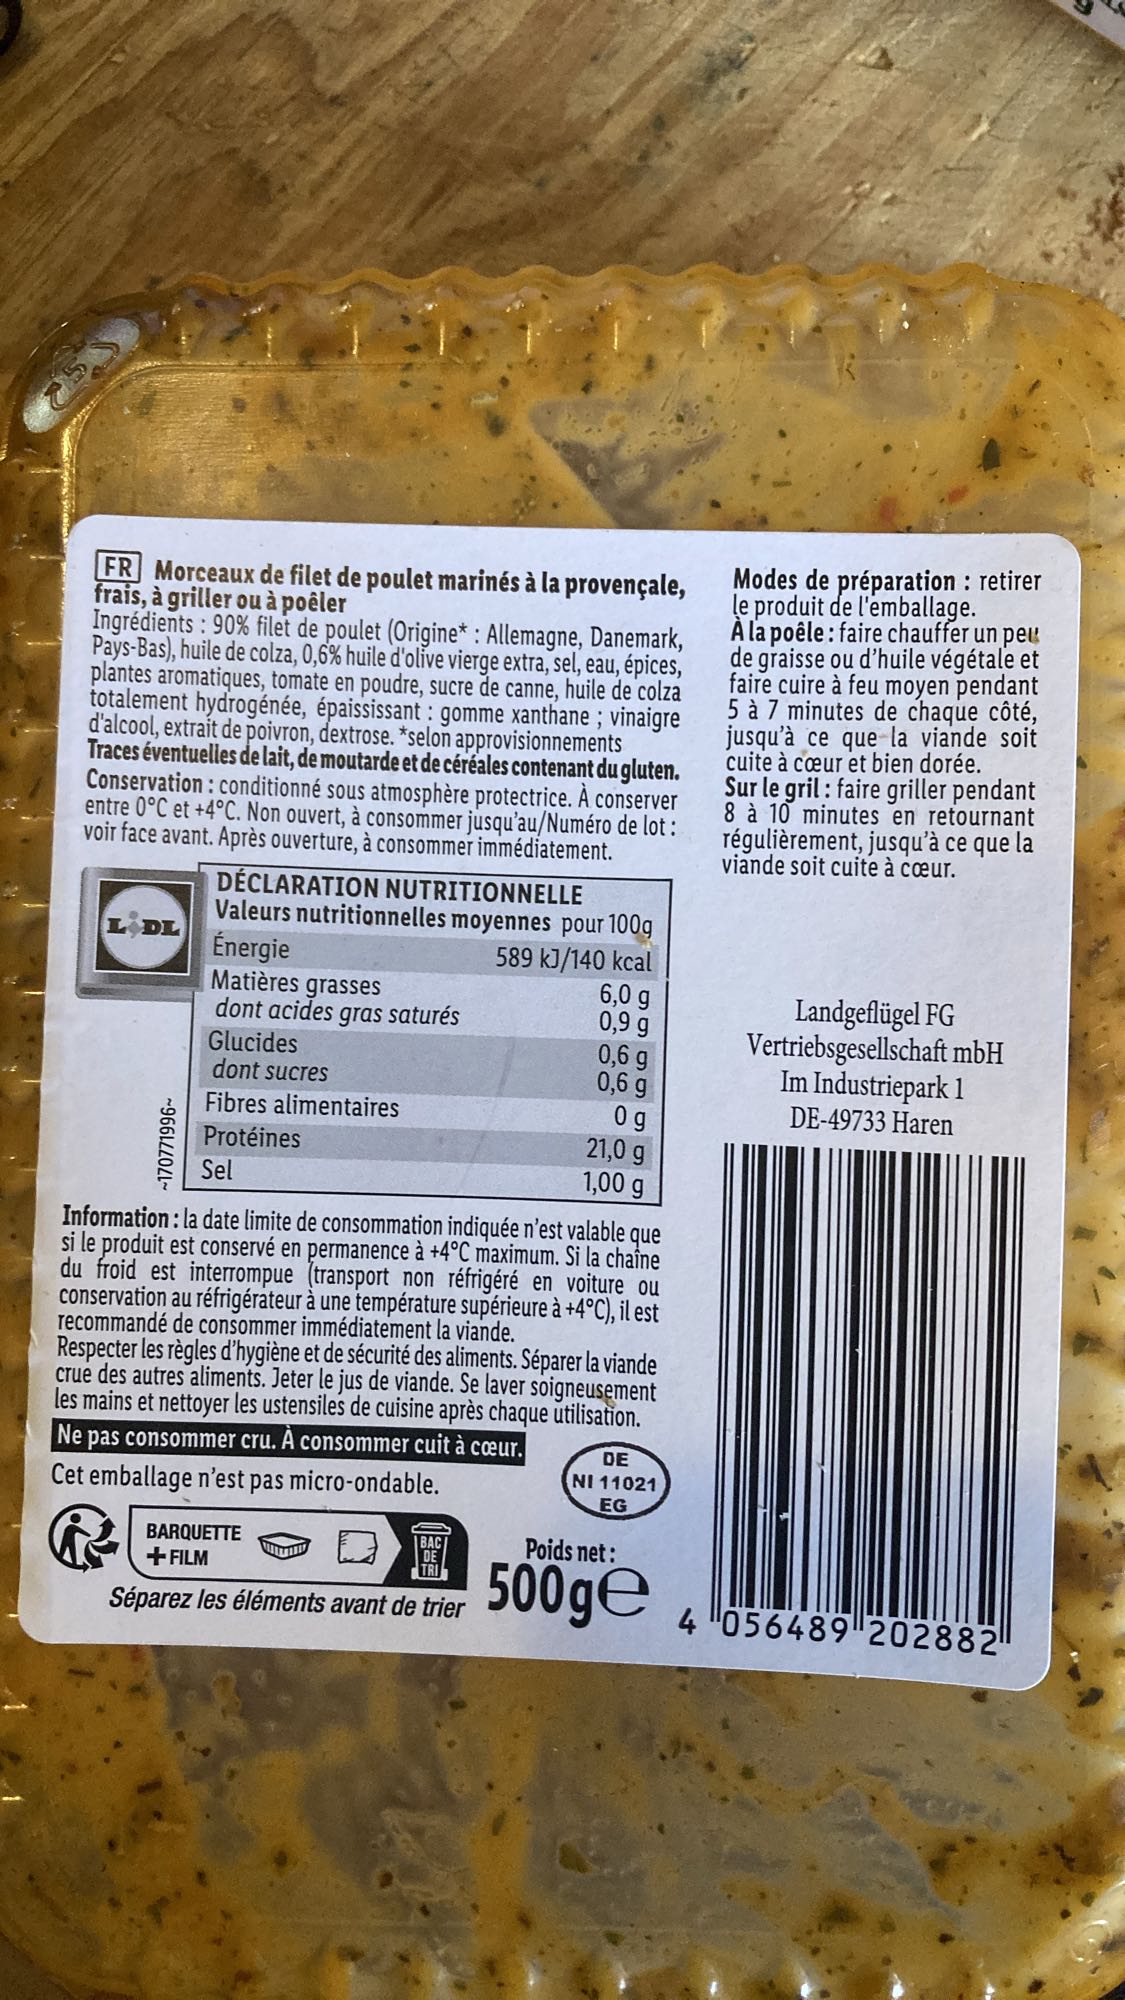 FR Morceaux de filet de poulet marinés à la provençale,
frais, à griller ou à poêler
Ingrédients : 90% filet de poulet (Origine* : Allemagne, Danemark,
Pays-Bas), huile de colza, 0,6% huile d'olive vierge extra, sel, eau, épices,
plantes aromatiques, tomate en poudre, sucre de canne, huile de colza
totalement hydrogénée, épaississant : gomme xanthane ; vinaigre
d'alcool, extrait de poivron, dextrose. *selon approvisionnements
Traces éventuelles de lait, de moutarde et de céréales contenant du gluten.
Conservation : conditionné sous atmosphère protectrice. À conserver
entre 0°C et +4°C. Non ouvert, à consommer jusqu'au/Numéro de lot :
voir face avant. Après ouverture, à consommer immédiatement.
LIDL
DÉCLARATION NUTRITIONNELLE
Valeurs nutritionnelles moyennes pour 100g
Énergie 589 kJ/140 kcal
Matières grasses 6,0 g
dont acides gras saturés 0,9 g
Glucides 0,6 g
dont sucres 0,6 g
Fibres alimentaires 0 g
Protéines 21,0 g
Sel 1,00 g
~170771996~
Information : la date limite de consommation indiquée n'est valable que
si le produit est conservé en permanence à +4°C maximum. Si la chaîne
du froid est interrompue (transport non réfrigéré en voiture ou
conservation au réfrigérateur à une température supérieure à +4°C), il est
recommandé de consommer immédiatement la viande.
Respecter les règles d'hygiène et de sécurité des aliments. Séparer la viande
crue des autres aliments. Jeter le jus de viande. Se laver soigneusement
les mains et nettoyer les ustensiles de cuisine après chaque utilisation.
Ne pas consommer cru. À consommer cuit à cœur.
Cet emballage n'est pas micro-ondable.
DE
NI 11021
EG
BARQUETTE
+ FILM
BAC
DE
TRI
Séparez les éléments avant de trier
Poids net :
500g℮
Modes de préparation : retirer
le produit de l'emballage.
À la poêle : faire chauffer un peu
de graisse ou d'huile végétale et
faire cuire à feu moyen pendant
5 à 7 minutes de chaque côté,
jusqu'à ce que la viande soit
cuite à cœur et bien dorée.
Sur le gril : faire griller pendant
8 à 10 minutes en retournant
régulièrement, jusqu'à ce que la
viande soit cuite à cœur.
Landgeflügel FG
Vertriebsgesellschaft mbH
Im Industriepark 1
DE-49733 Haren
4 056489 202882
5